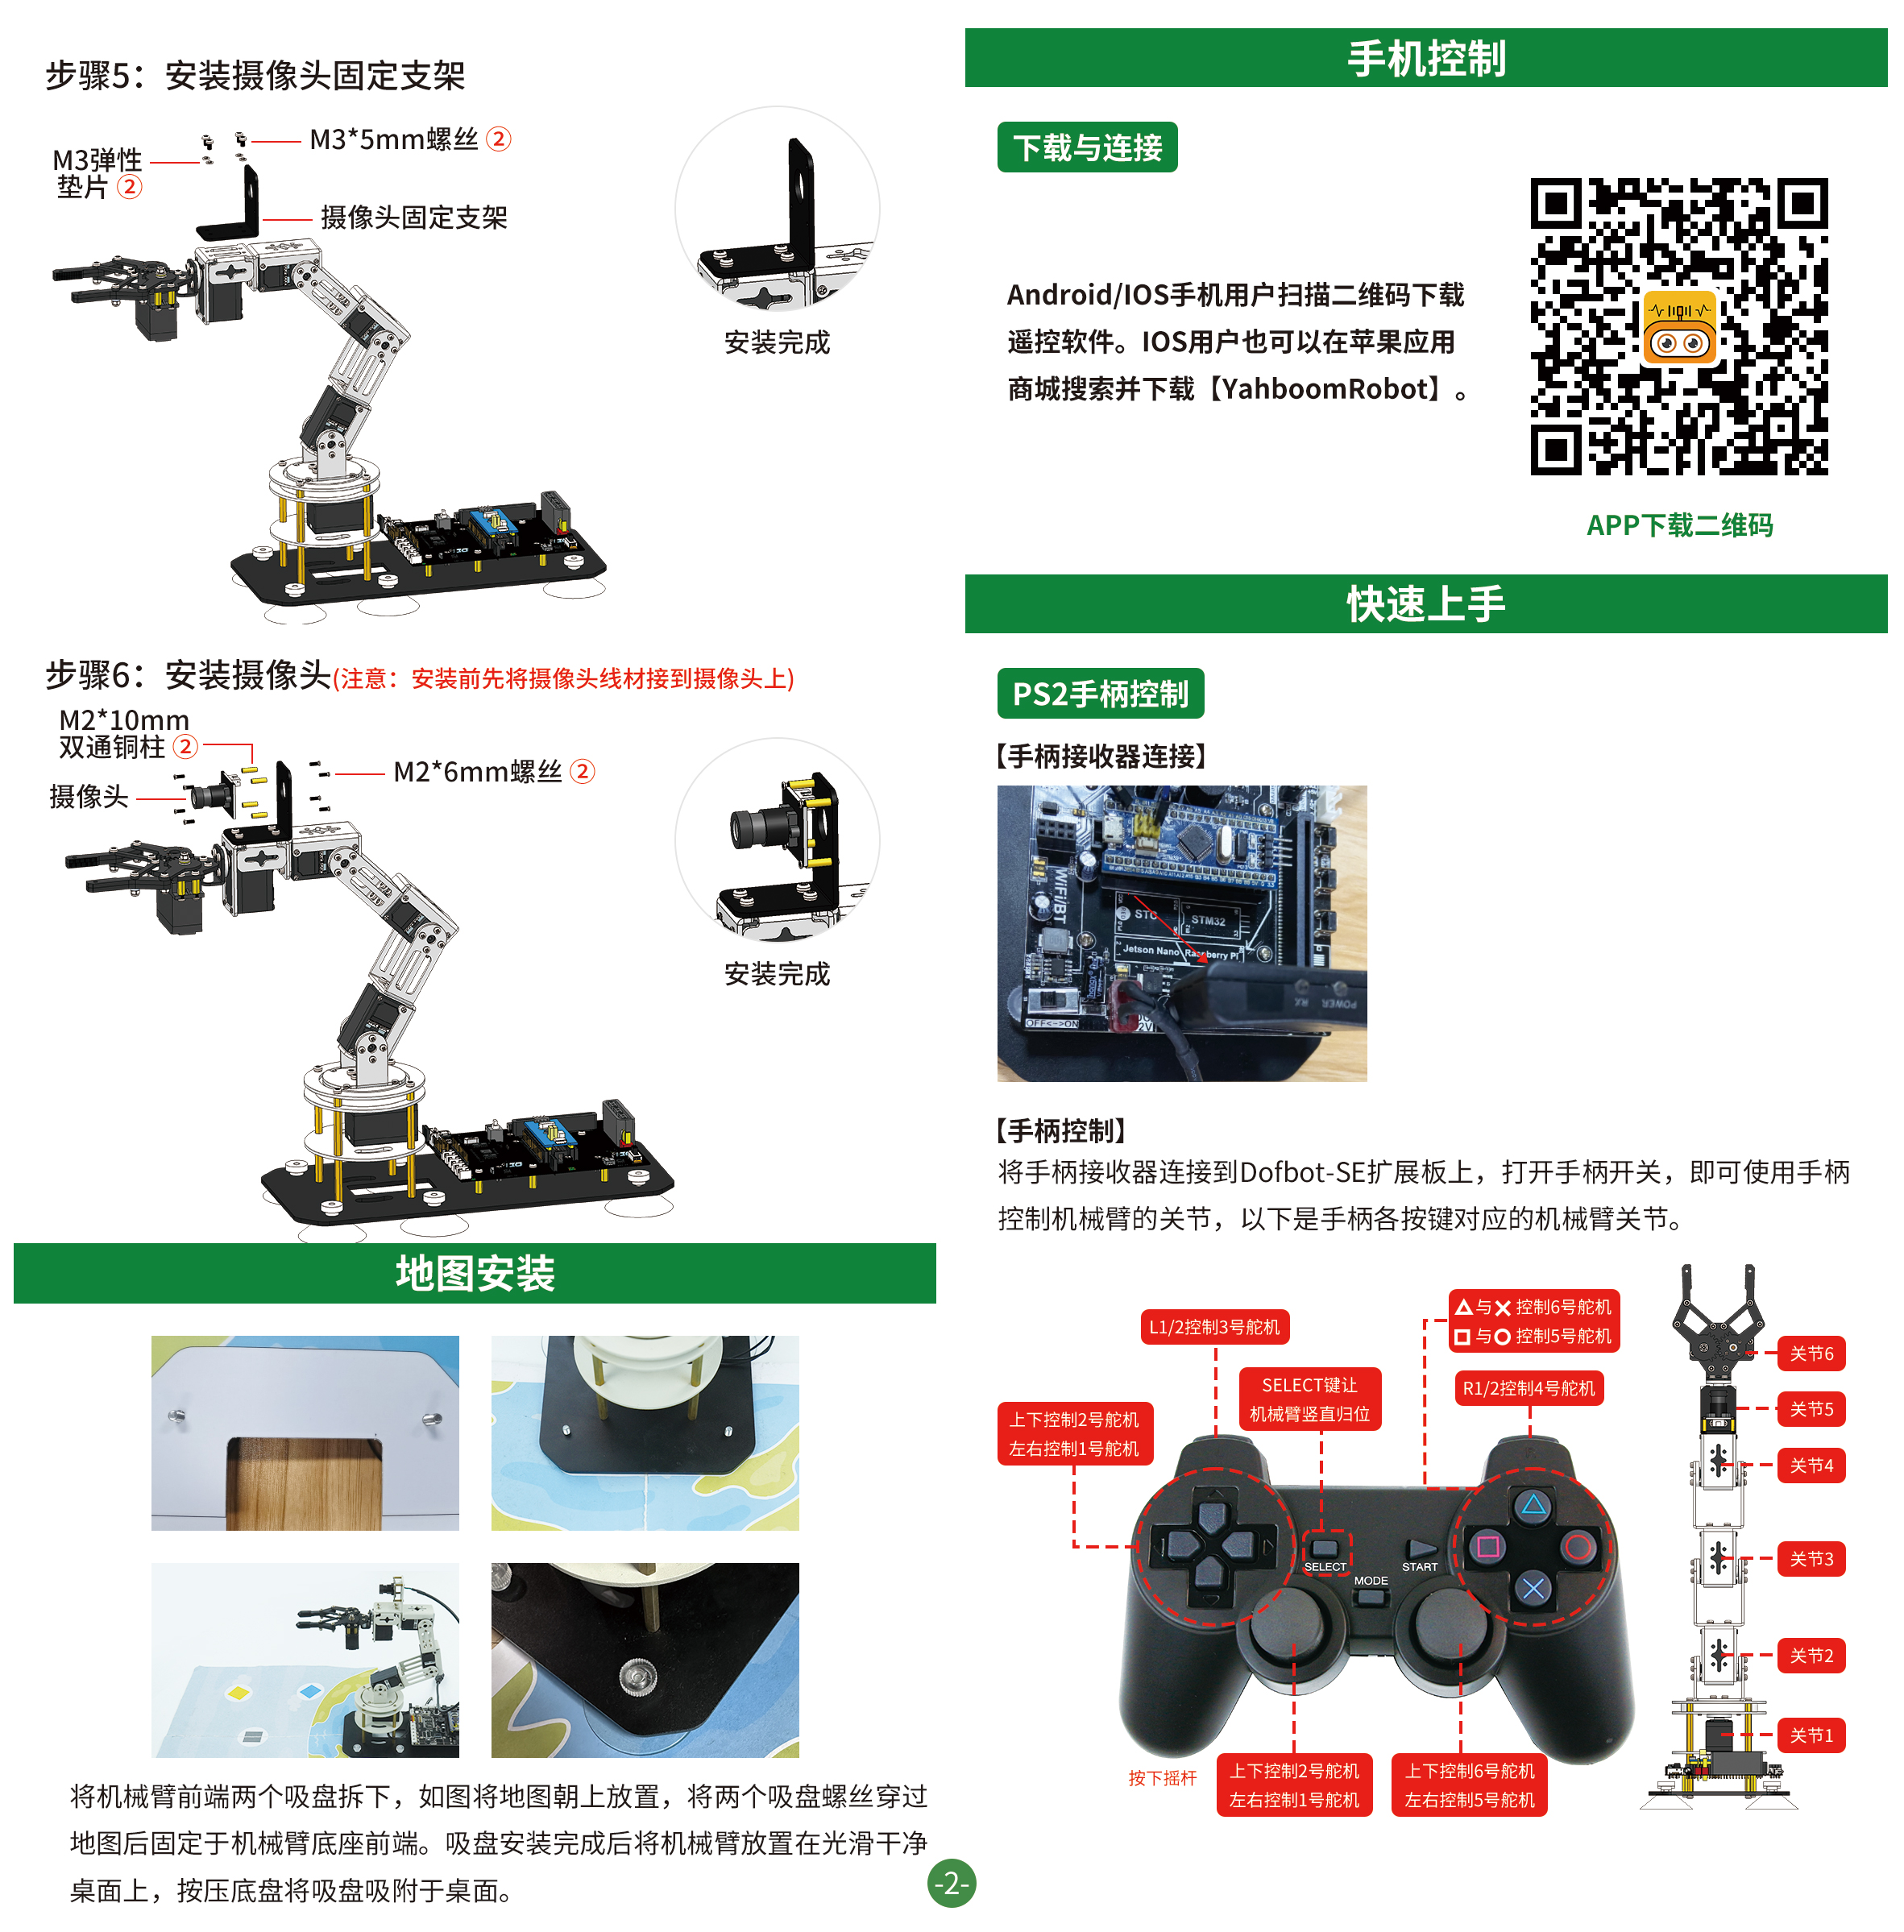 步骤5：安装摄像头固定支架
M3*5mm螺丝 ②
M3弹性
垫片 ②
摄像头固定支架
安装完成
步骤6：安装摄像头(注意：安装前先将摄像头线材接到摄像头上)
M2*10mm
双通铜柱 ②
M2*6mm螺丝 ②
摄像头
安装完成
地图安装
将机械臂前端两个吸盘拆下，如图将地图朝上放置，将两个吸盘螺丝穿过
地图后固定于机械臂底座前端。吸盘安装完成后将机械臂放置在光滑干净
桌面上，按压底盘将吸盘吸附于桌面。
手机控制
下载与连接
Android/IOS手机用户扫描二维码下载
遥控软件。IOS用户也可以在苹果应用
商城搜索并下载【YahboomRobot】。
APP下载二维码
快速上手
PS2手柄控制
【手柄接收器连接】
WiFi/BT
STC
STM32
Jetson Nano
Raspberry Pi
OFF<->ON
RX
POWER
【手柄控制】
将手柄接收器连接到Dofbot-SE扩展板上，打开手柄开关，即可使用手柄
控制机械臂的关节，以下是手柄各按键对应的机械臂关节。
L1/2控制3号舵机
△与✕ 控制6号舵机
□与○ 控制5号舵机
SELECT键让
机械臂竖直归位
R1/2控制4号舵机
上下控制2号舵机
左右控制1号舵机
SELECT
START
MODE
按下摇杆
上下控制2号舵机
左右控制1号舵机
上下控制6号舵机
左右控制5号舵机
关节6
关节5
关节4
关节3
关节2
关节1
-2-